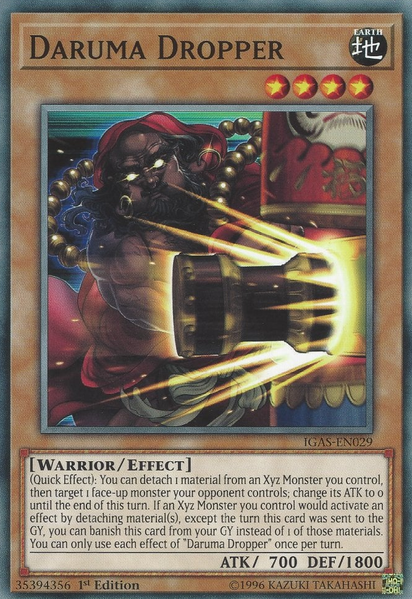 DARUMA DROPPER
EARTH
地
IGAS-EN029
[WARRIOR/EFFECT]
(Quick Effect): You can detach 1 material from an Xyz Monster you control,
then target 1 face-up monster your opponent controls; change its ATK to 0
until the end of this turn. If an Xyz Monster you control would activate an
effect by detaching material(s), except the turn this card was sent to the
GY, you can banish this card from your GY instead of 1 of those materials.
You can only use each effect of "Daruma Dropper" once per turn.
ATK/ 700 DEF/1800
35394356 1st Edition ©1996 KAZUKI TAKAHASHI